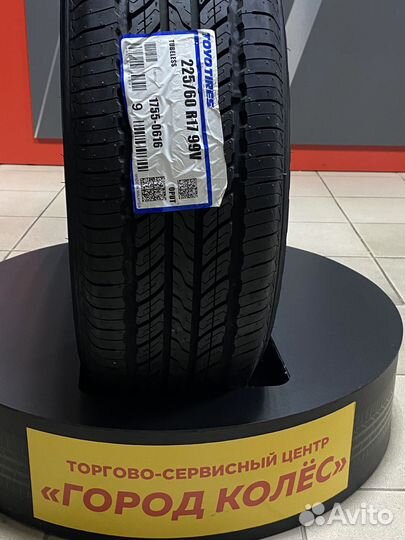 TOYO TIRES
225/60 R17 99V
TUBELESS
1755-0616
9
OPUT
ТОРГОВО-СЕРВИСНЫЙ ЦЕНТР
«ГОРОД КОЛЁС»
Avito